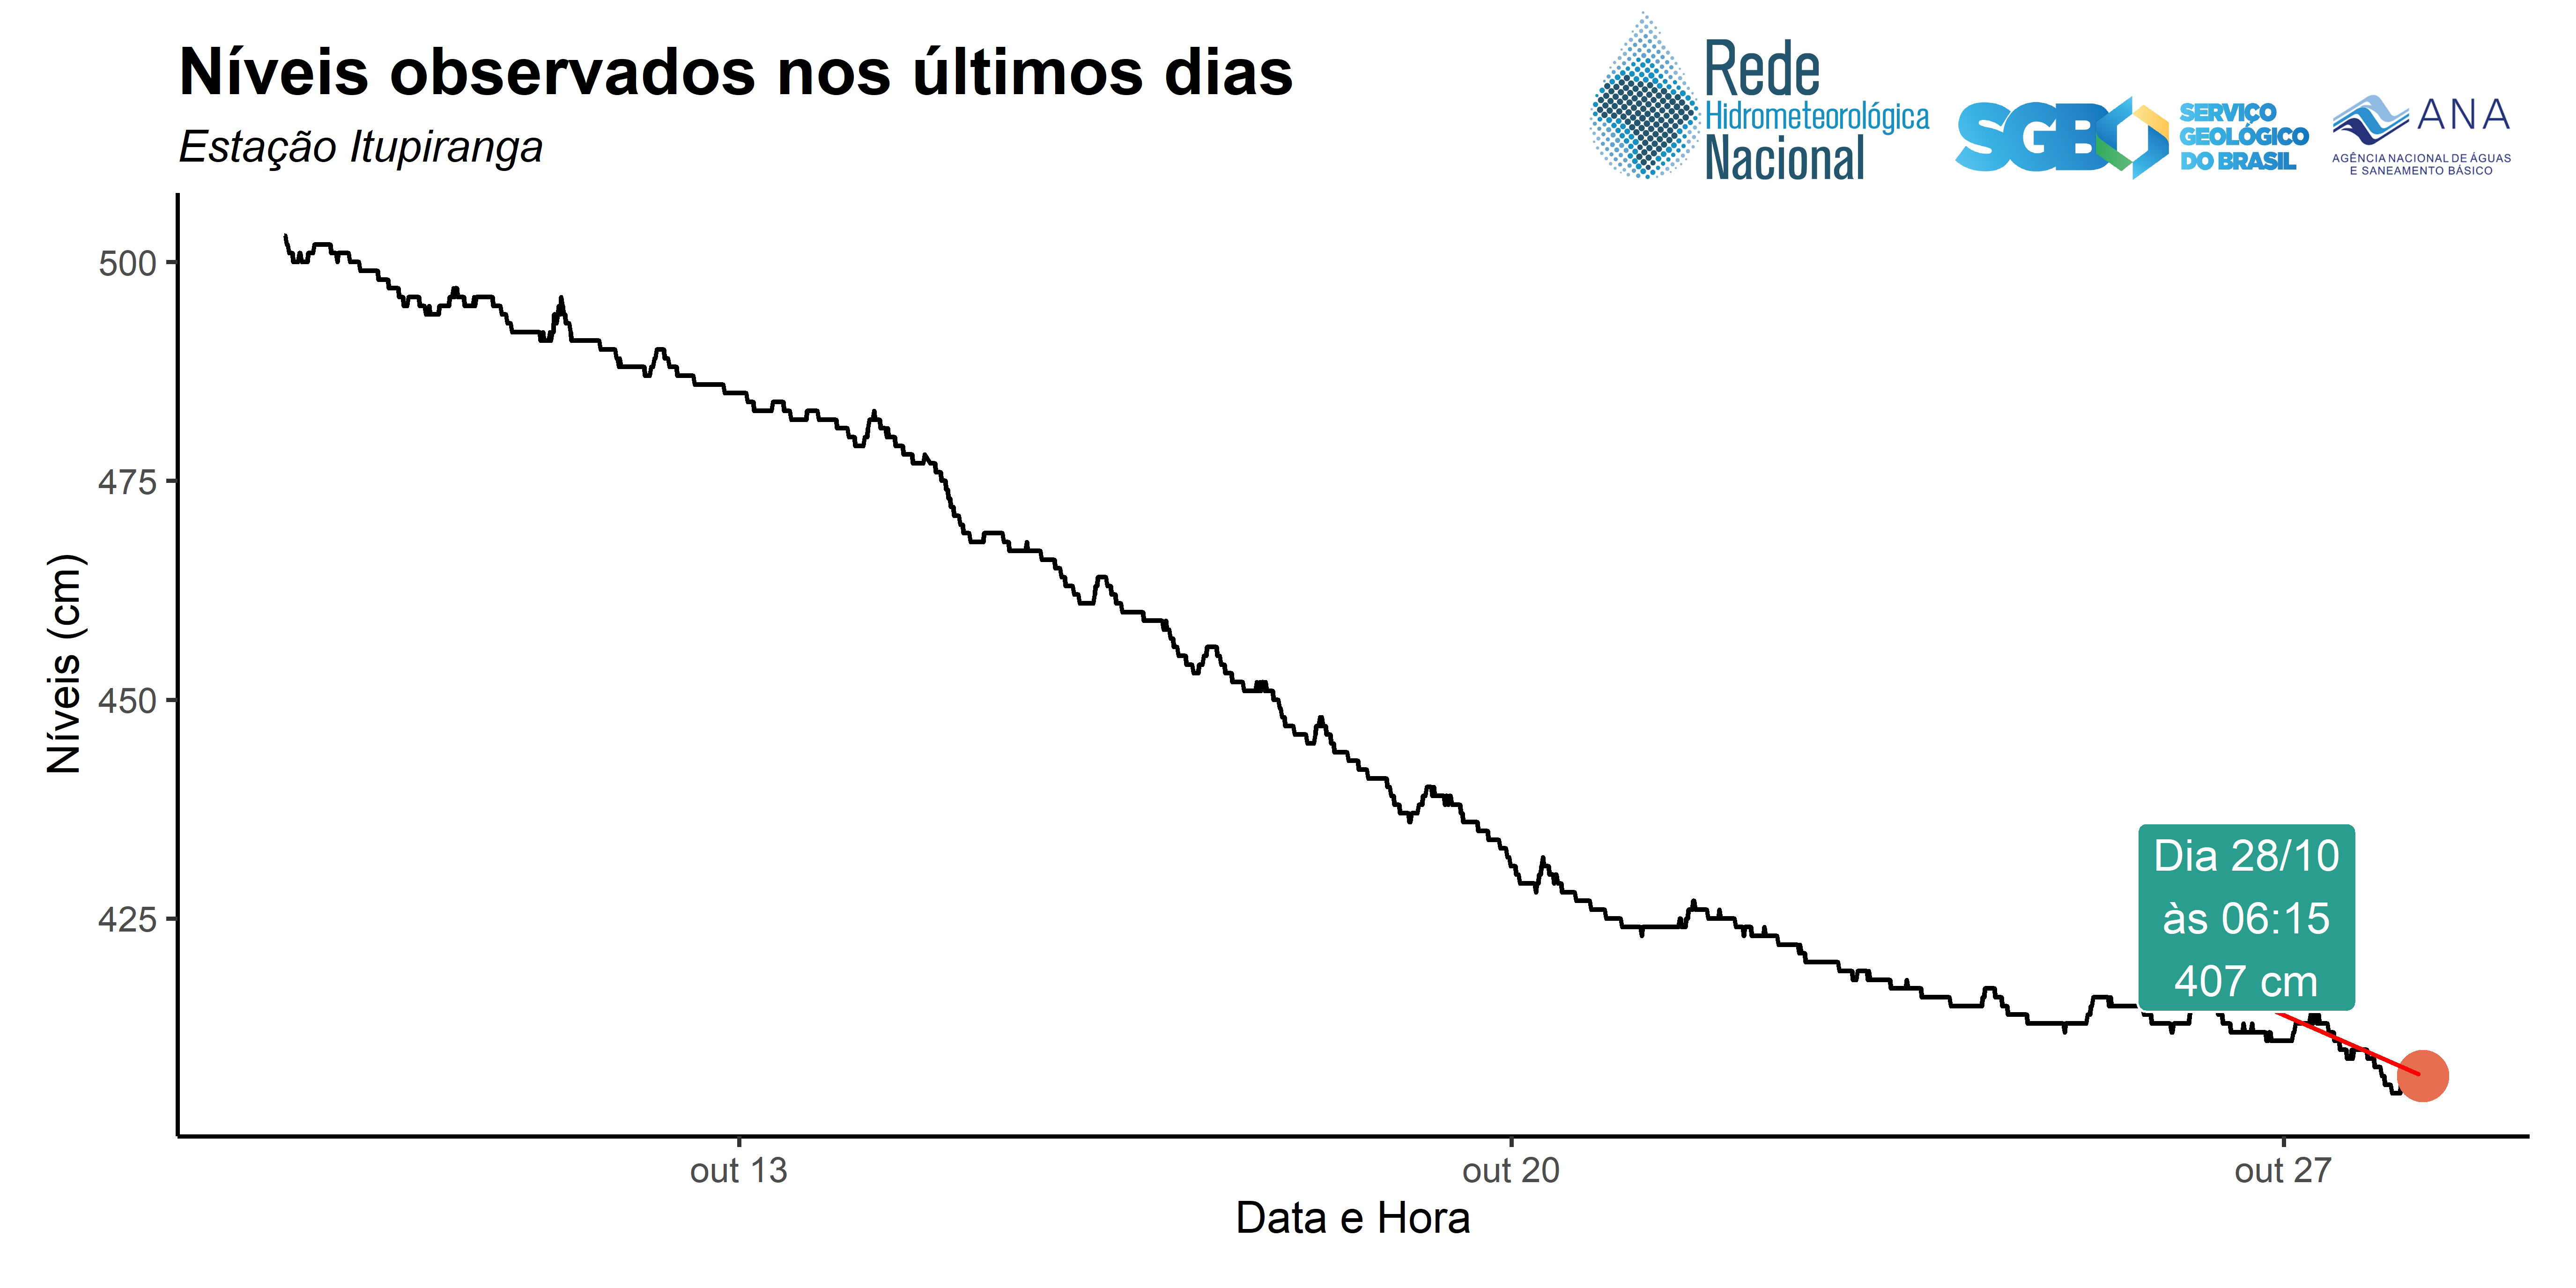 Níveis observados nos últimos dias
Estação Itupiranga
Rede
Hidrometeorológica
Nacional
SGB
SERVIÇO
GEOLÓGICO
DO BRASIL
ANA
AGÊNCIA NACIONAL DE ÁGUAS
E SANEAMENTO BÁSICO
Níveis (cm)
500
475
450
425
Dia 28/10
às 06:15
407 cm
out 13
out 20
out 27
Data e Hora